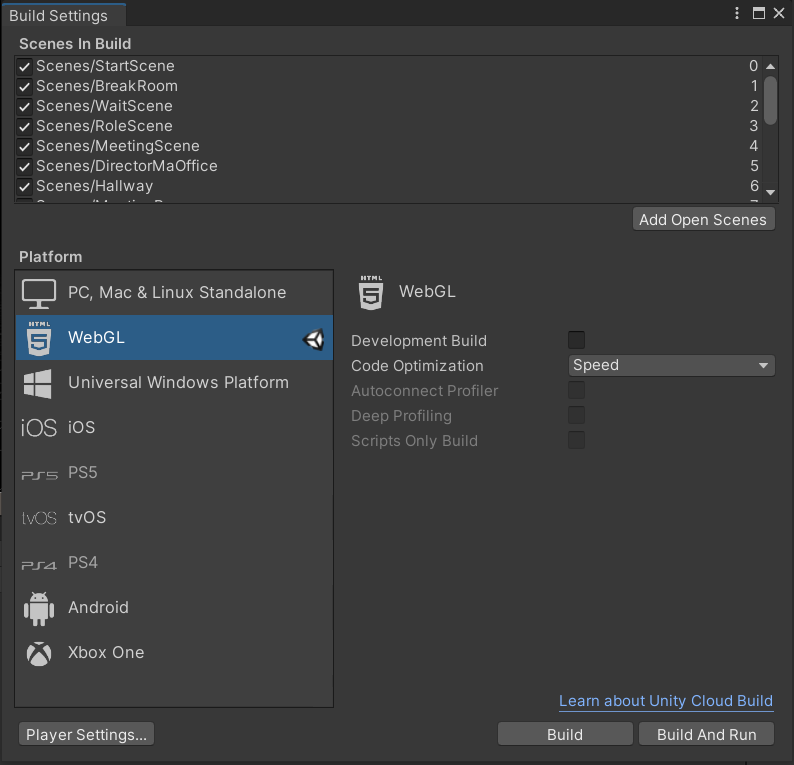 Build Settings
Scenes In Build
Scenes/StartScene 0
Scenes/BreakRoom 1
Scenes/WaitScene 2
Scenes/RoleScene 3
Scenes/MeetingScene 4
Scenes/DirectorMaOffice 5
Scenes/Hallway 6
Add Open Scenes
Platform
PC, Mac & Linux Standalone
HTML 5 WebGL
Universal Windows Platform
iOS iOS
PS5 PS5
tvOS tvOS
PS4 PS4
Android
Xbox One
HTML 5 WebGL
Development Build
Code Optimization Speed
Autoconnect Profiler
Deep Profiling
Scripts Only Build
Learn about Unity Cloud Build
Player Settings... Build Build And Run